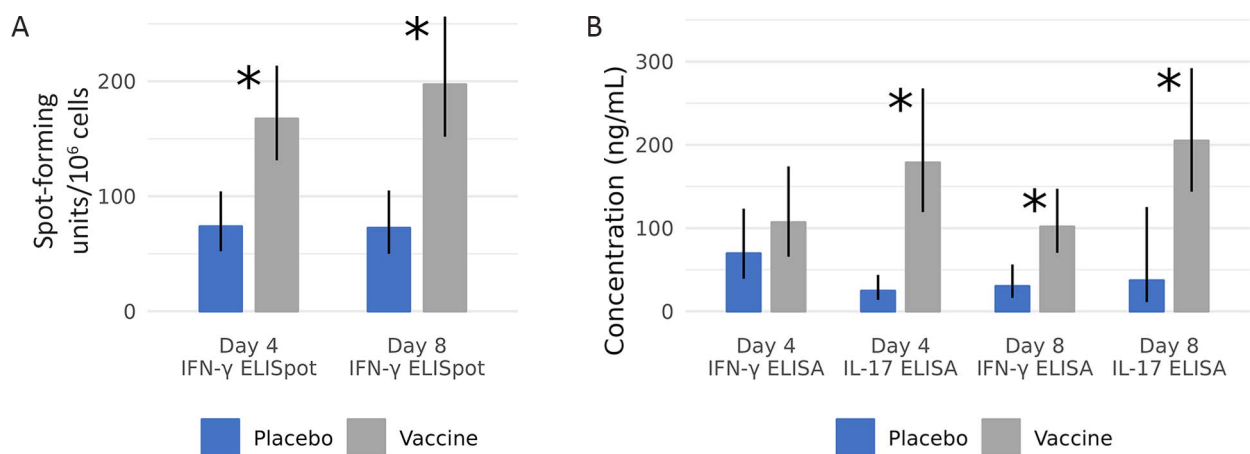 A
Spot-forming
units/10⁶ cells
200
100
0
*
*
Day 4
IFN-γ ELISpot
Day 8
IFN-γ ELISpot
Placebo
Vaccine
B
Concentration (ng/mL)
300
200
100
0
*
*
*
Day 4
IFN-γ ELISA
Day 4
IL-17 ELISA
Day 8
IFN-γ ELISA
Day 8
IL-17 ELISA
Placebo
Vaccine